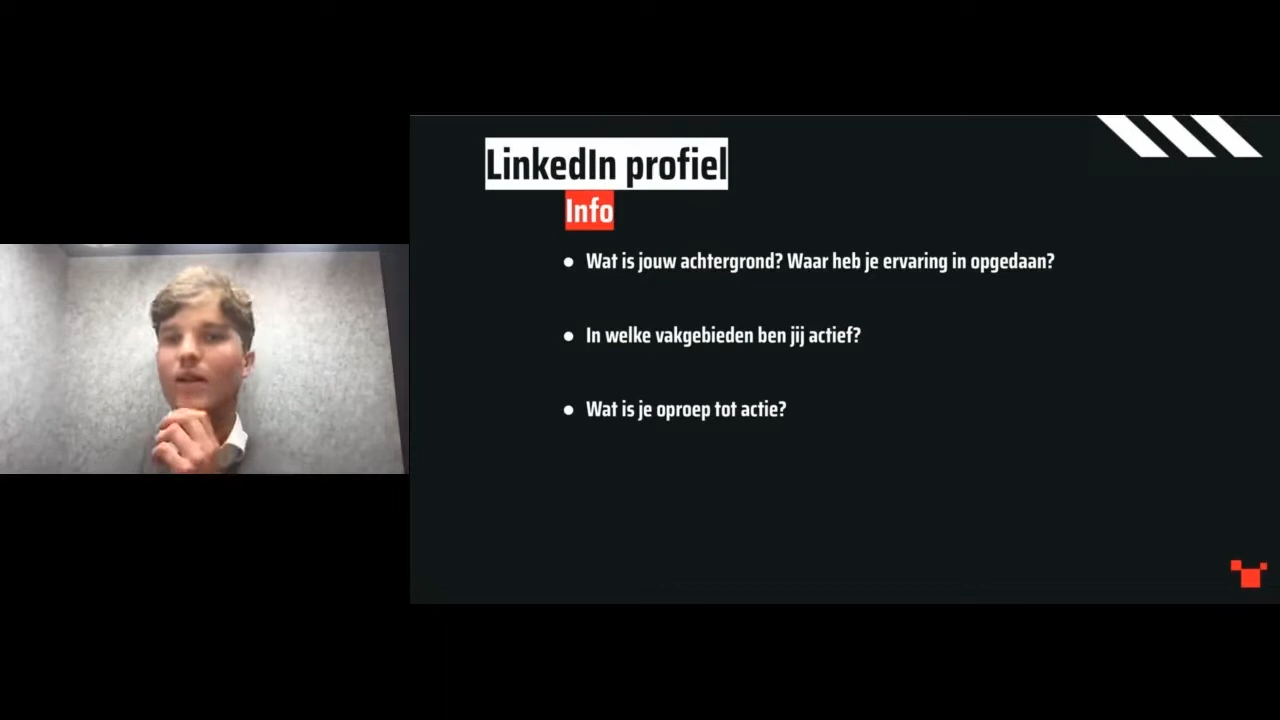 LinkedIn profiel
Info
● Wat is jouw achtergrond? Waar heb je ervaring in opgedaan?
● In welke vakgebieden ben jij actief?
● Wat is je oproep tot actie?